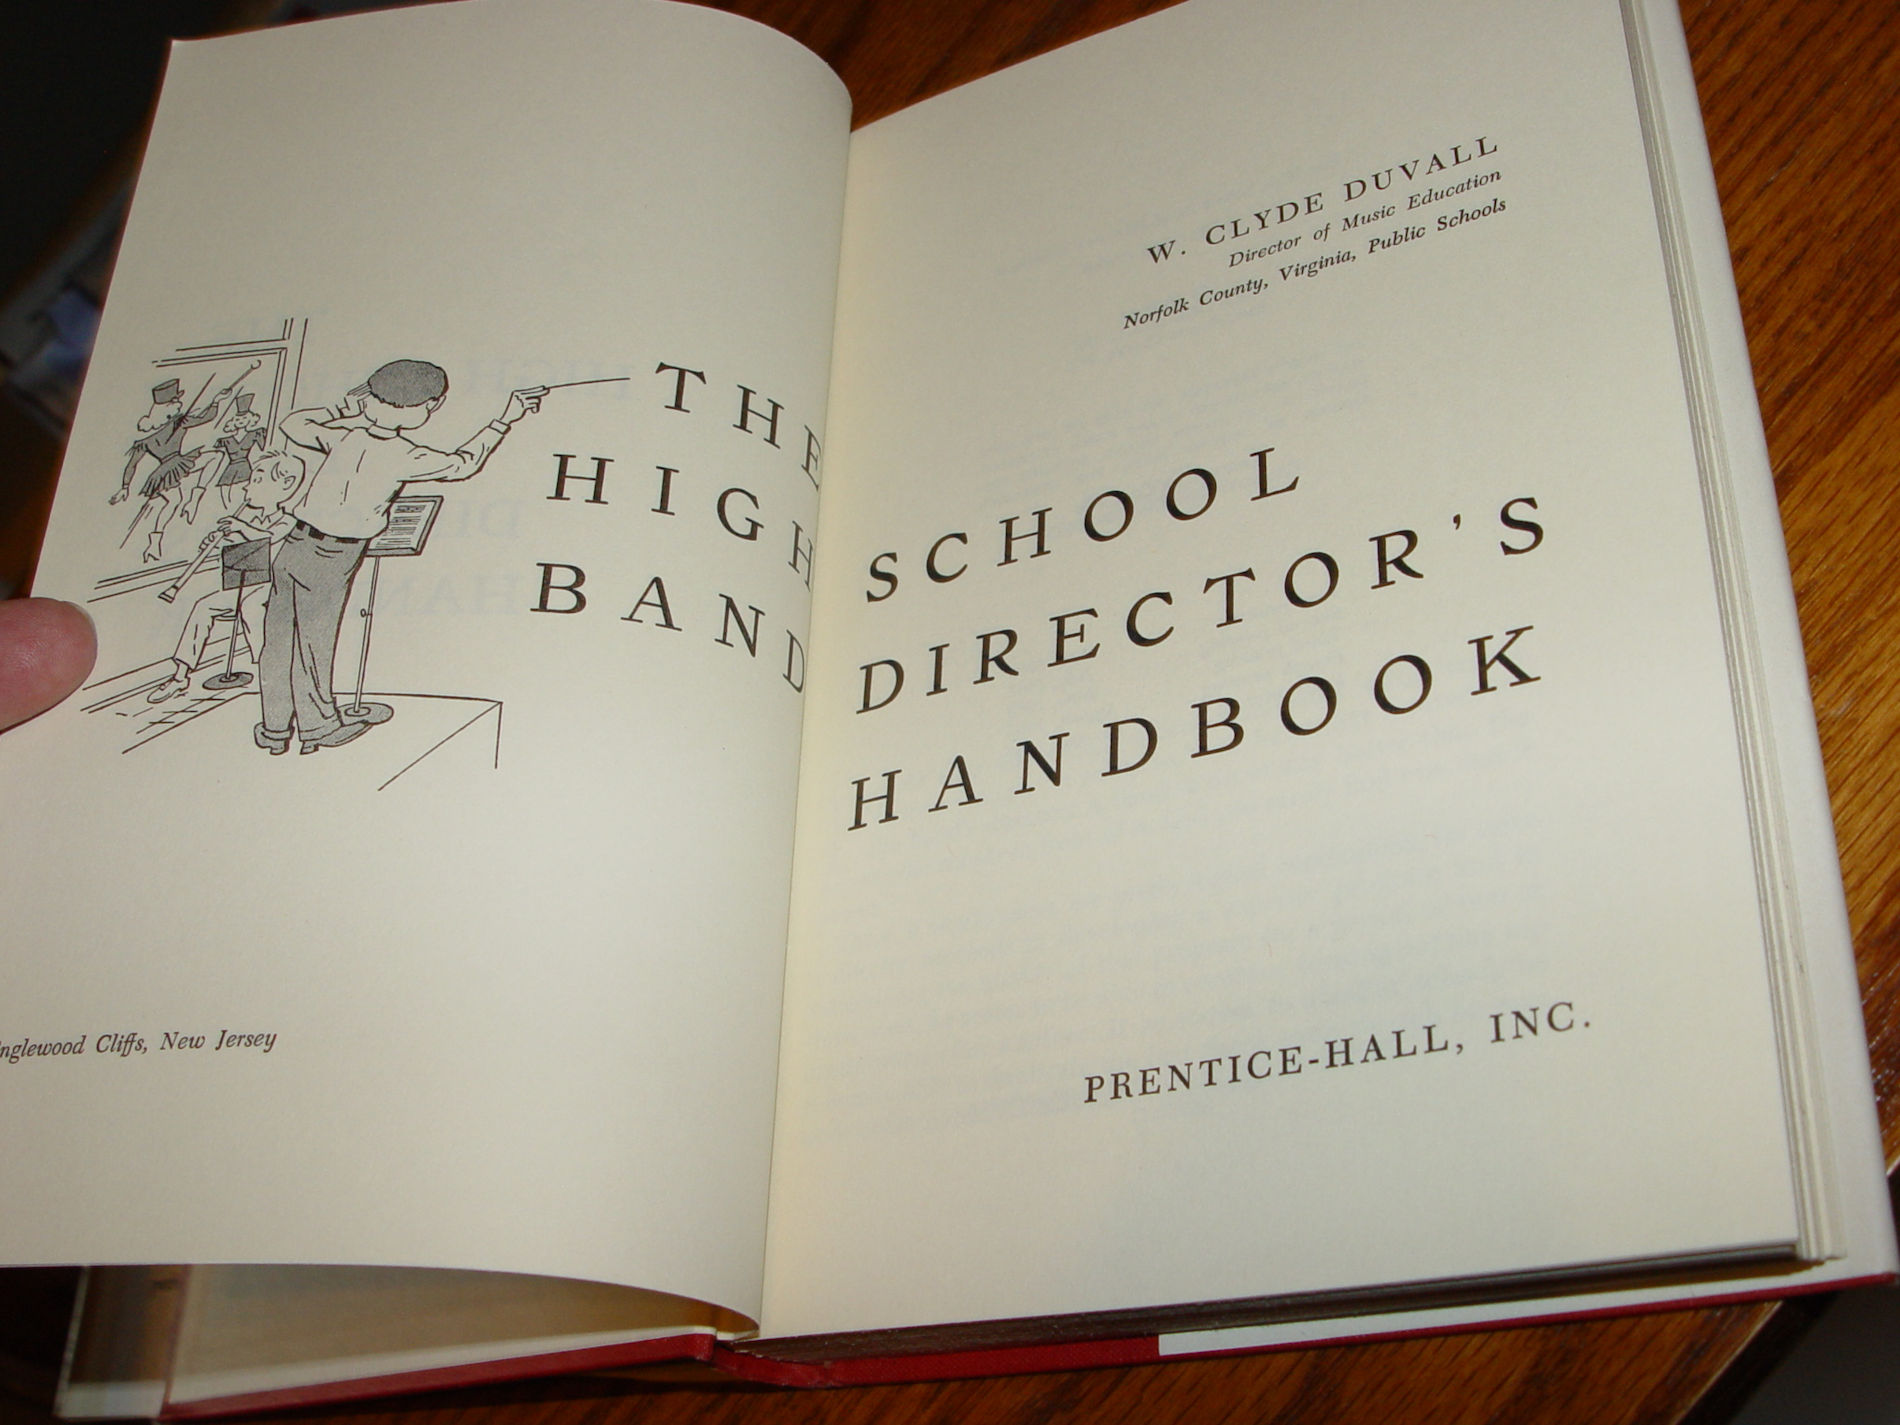 W. CLYDE DUVALL
Director of Music Education
Norfolk County, Virginia, Public Schools
THE
HIGH SCHOOL
BAND DIRECTOR'S
HANDBOOK
Cliffs, New Jersey
PRENTICE-HALL, INC.